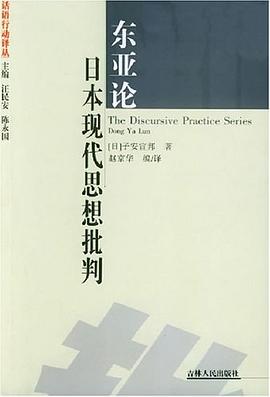 话语行动译丛
主编 汪民安 陈永国
东亚论
日本现代思想批判
The Discursive Practice Series
Dong Ya Lun
[日]子安宣邦 著
赵京华 编/译
吉林人民出版社